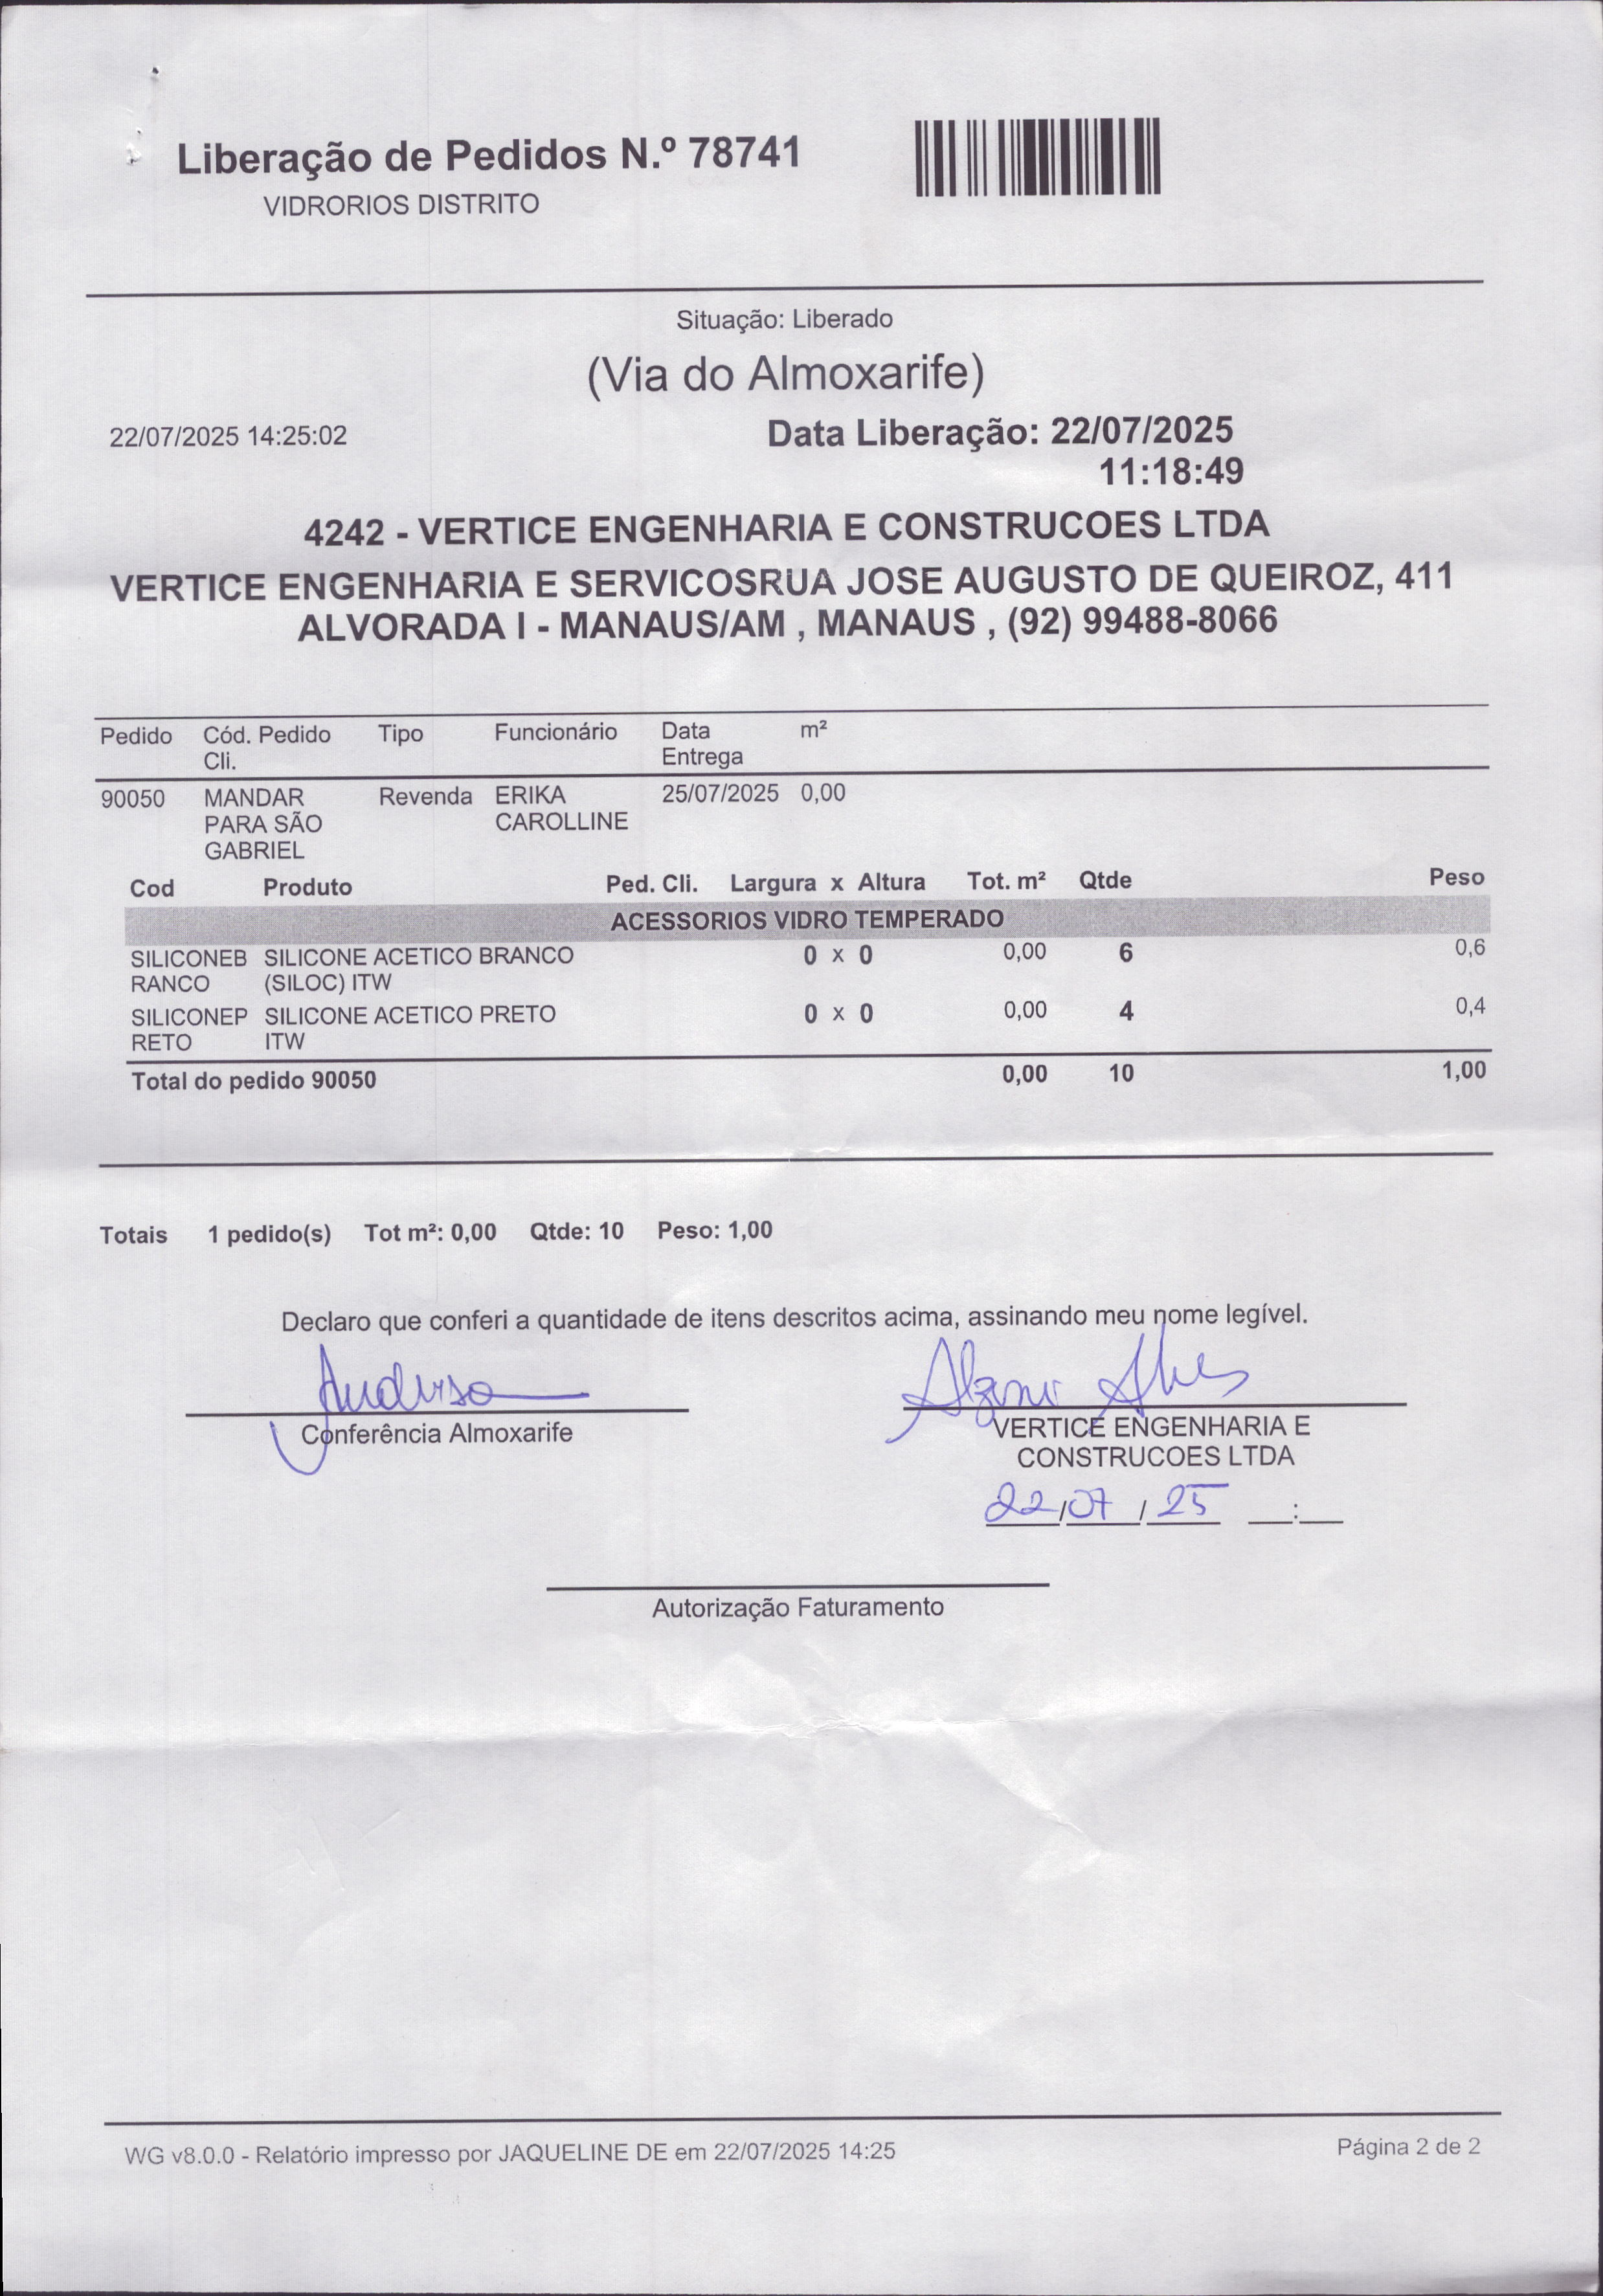 Liberação de Pedidos N.º 78741
VIDRORIOS DISTRITO
Situação: Liberado
(Via do Almoxarife)
22/07/2025 14:25:02 Data Liberação: 22/07/2025
11:18:49
4242 - VERTICE ENGENHARIA E CONSTRUCOES LTDA
VERTICE ENGENHARIA E SERVICOSRUA JOSE AUGUSTO DE QUEIROZ, 411
ALVORADA I - MANAUS/AM , MANAUS , (92) 99488-8066
Pedido Cód. Pedido Tipo Funcionário Data m²
Cli. Entrega
90050 MANDAR Revenda ERIKA 25/07/2025 0,00
PARA SÃO CAROLLINE
GABRIEL
Cod Produto Ped. Cli. Largura x Altura Tot. m² Qtde Peso
ACESSORIOS VIDRO TEMPERADO
SILICONEB SILICONE ACETICO BRANCO 0 x 0 0,00 6 0,6
RANCO (SILOC) ITW
SILICONEP SILICONE ACETICO PRETO 0 x 0 0,00 4 0,4
RETO ITW
Total do pedido 90050 0,00 10 1,00
Totais 1 pedido(s) Tot m²: 0,00 Qtde: 10 Peso: 1,00
Declaro que conferi a quantidade de itens descritos acima, assinando meu nome legível.
Conferência Almoxarife
VERTICE ENGENHARIA E
CONSTRUCOES LTDA
22/07/25 __:__
Autorização Faturamento
WG v8.0.0 - Relatório impresso por JAQUELINE DE em 22/07/2025 14:25 Página 2 de 2